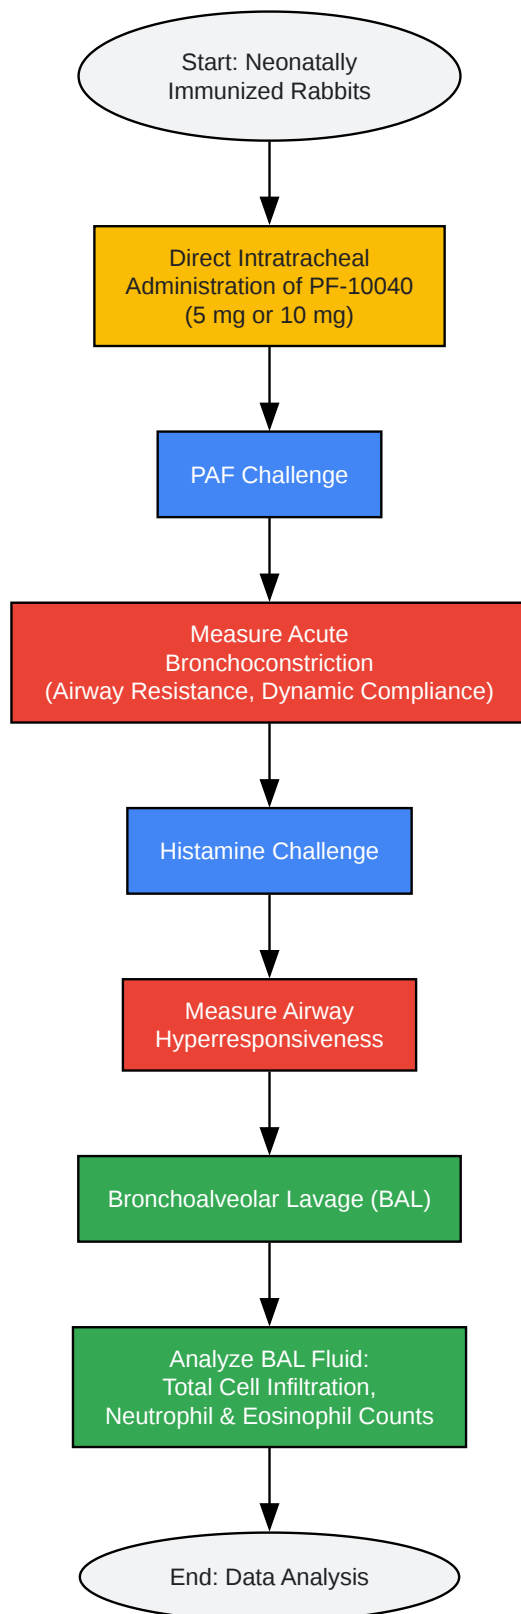 Start: Neonatally
Immunized Rabbits
Direct Intratracheal
Administration of PF-10040
(5 mg or 10 mg)
PAF Challenge
Measure Acute
Bronchoconstriction
(Airway Resistance, Dynamic Compliance)
Histamine Challenge
Measure Airway
Hyperresponsiveness
Bronchoalveolar Lavage (BAL)
Analyze BAL Fluid:
Total Cell Infiltration,
Neutrophil & Eosinophil Counts
End: Data Analysis